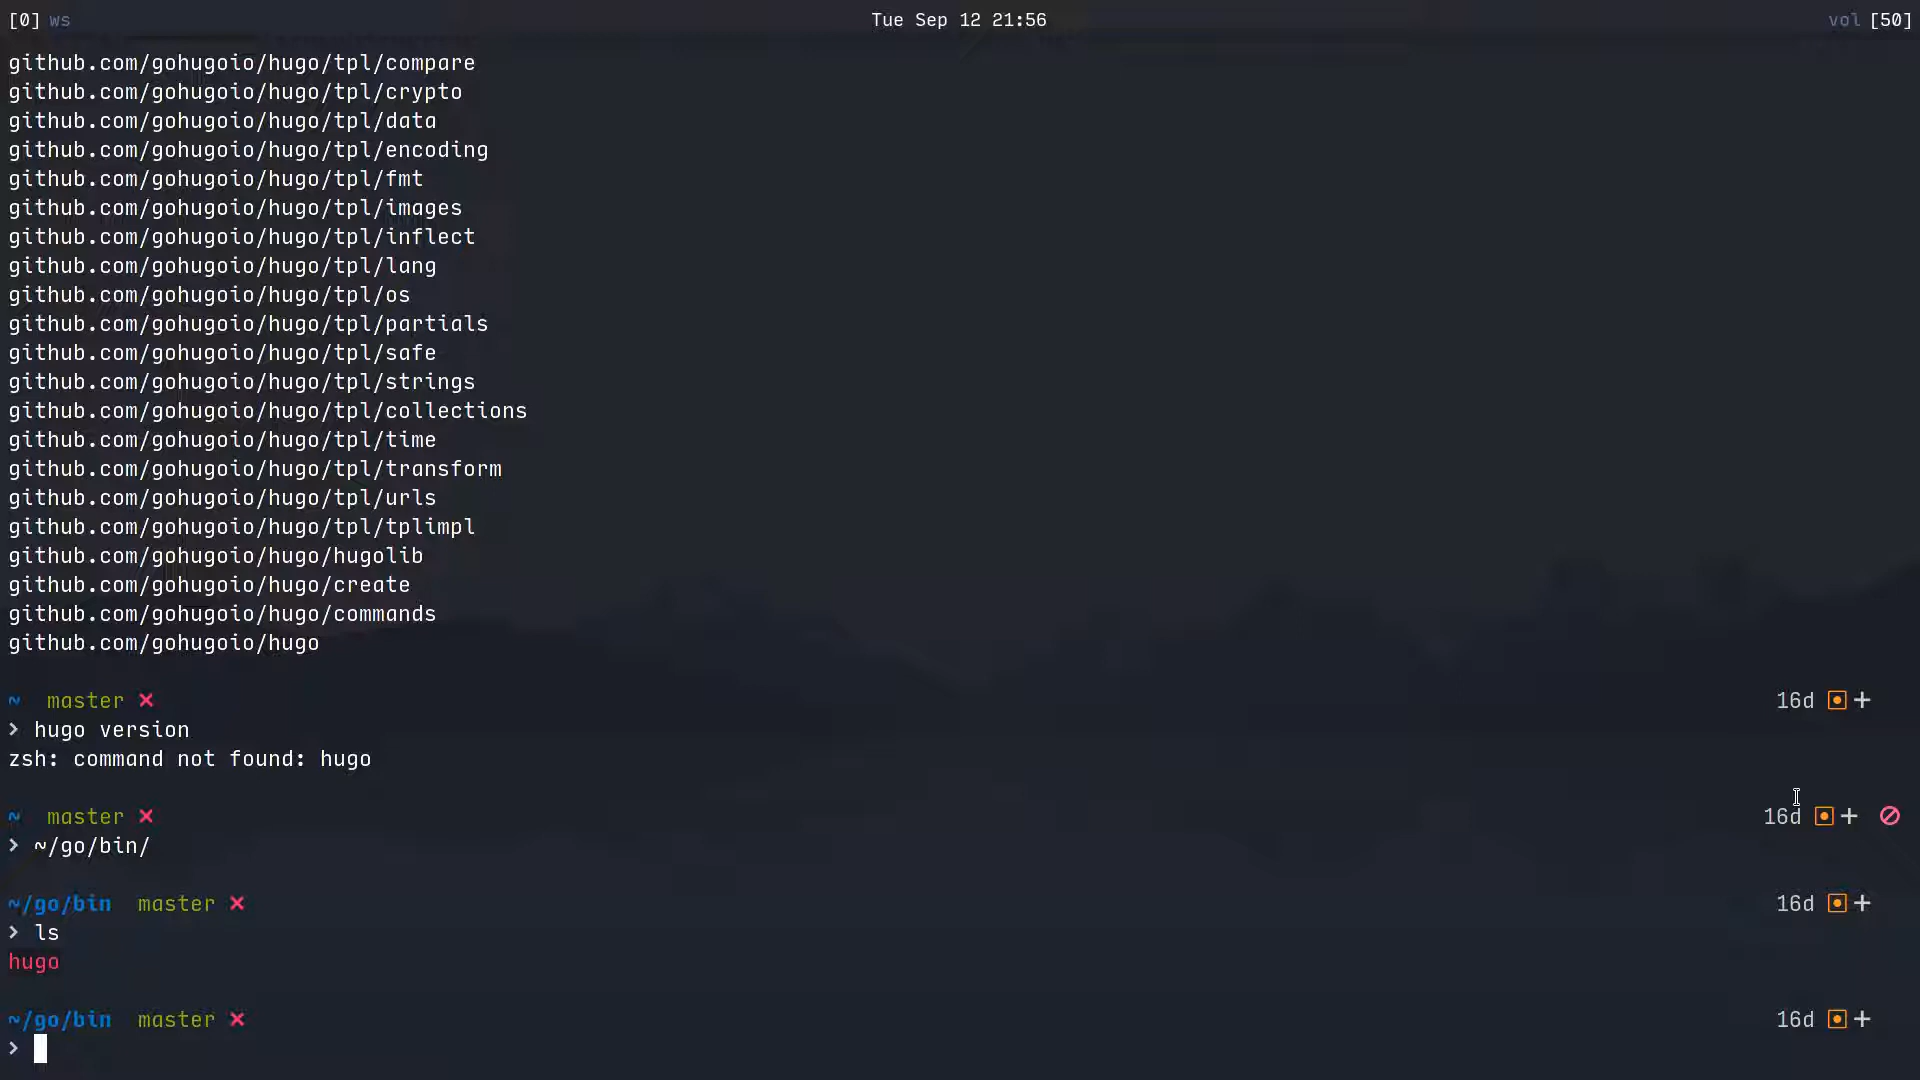 [0] ws Tue Sep 12 21:56 vol [50]
github.com/gohugoio/hugo/tpl/compare
github.com/gohugoio/hugo/tpl/crypto
github.com/gohugoio/hugo/tpl/data
github.com/gohugoio/hugo/tpl/encoding
github.com/gohugoio/hugo/tpl/fmt
github.com/gohugoio/hugo/tpl/images
github.com/gohugoio/hugo/tpl/inflect
github.com/gohugoio/hugo/tpl/lang
github.com/gohugoio/hugo/tpl/os
github.com/gohugoio/hugo/tpl/partials
github.com/gohugoio/hugo/tpl/safe
github.com/gohugoio/hugo/tpl/strings
github.com/gohugoio/hugo/tpl/collections
github.com/gohugoio/hugo/tpl/time
github.com/gohugoio/hugo/tpl/transform
github.com/gohugoio/hugo/tpl/urls
github.com/gohugoio/hugo/tpl/tplimpl
github.com/gohugoio/hugo/hugolib
github.com/gohugoio/hugo/create
github.com/gohugoio/hugo/commands
github.com/gohugoio/hugo
~ master ✘ 16d +
> hugo version
zsh: command not found: hugo
~ master ✘ 16d +
> ~/go/bin/
~/go/bin master ✘ 16d +
> ls
hugo
~/go/bin master ✘ 16d +
>